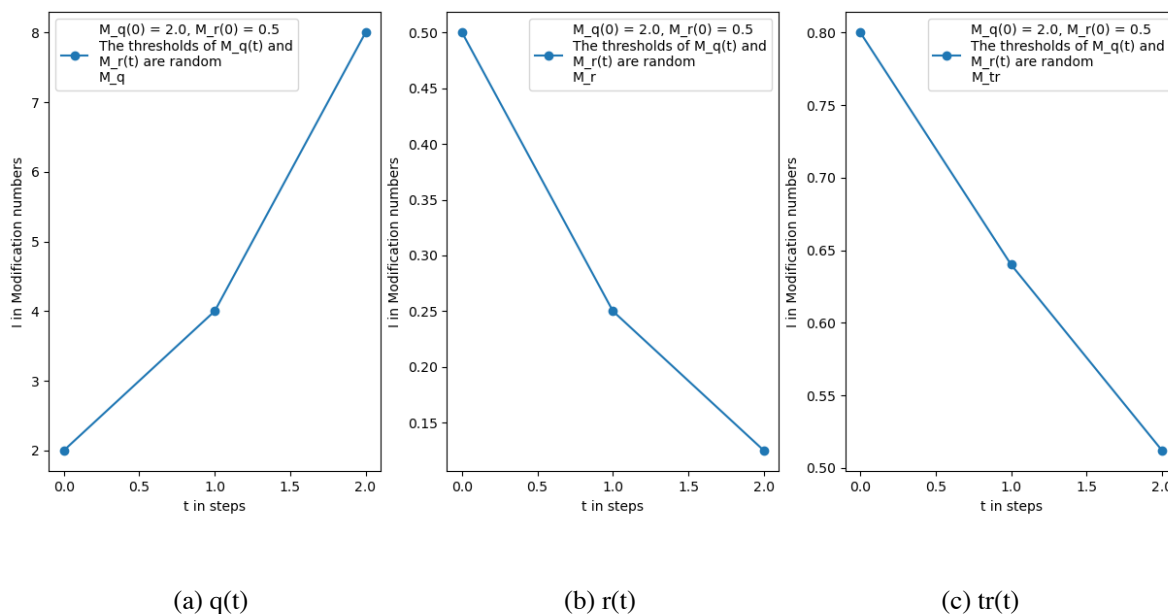 M_q(0) = 2.0, M_r(0) = 0.5
The thresholds of M_q(t) and
M_r(t) are random
M_q
8
7
6
5
4
3
2
I in Modification numbers
0.0 0.5 1.0 1.5 2.0
t in steps
(a) q(t)
M_q(0) = 2.0, M_r(0) = 0.5
The thresholds of M_q(t) and
M_r(t) are random
M_r
0.50
0.45
0.40
0.35
0.30
0.25
0.20
0.15
I in Modification numbers
0.0 0.5 1.0 1.5 2.0
t in steps
(b) r(t)
M_q(0) = 2.0, M_r(0) = 0.5
The thresholds of M_q(t) and
M_r(t) are random
M_tr
0.80
0.75
0.70
0.65
0.60
0.55
0.50
I in Modification numbers
0.0 0.5 1.0 1.5 2.0
t in steps
(c) tr(t)